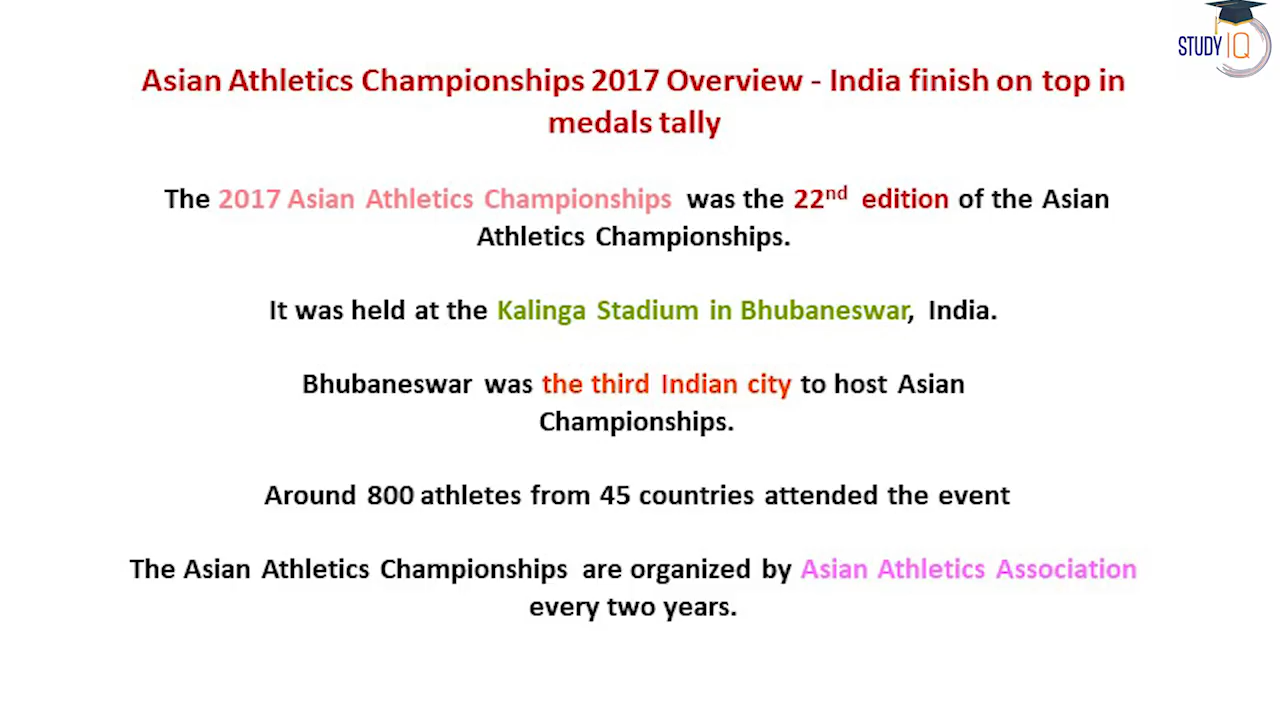 STUDY IQ
Asian Athletics Championships 2017 Overview - India finish on top in
medals tally
The 2017 Asian Athletics Championships was the 22nd edition of the Asian
Athletics Championships.
It was held at the Kalinga Stadium in Bhubaneswar, India.
Bhubaneswar was the third Indian city to host Asian
Championships.
Around 800 athletes from 45 countries attended the event
The Asian Athletics Championships are organized by Asian Athletics Association
every two years.